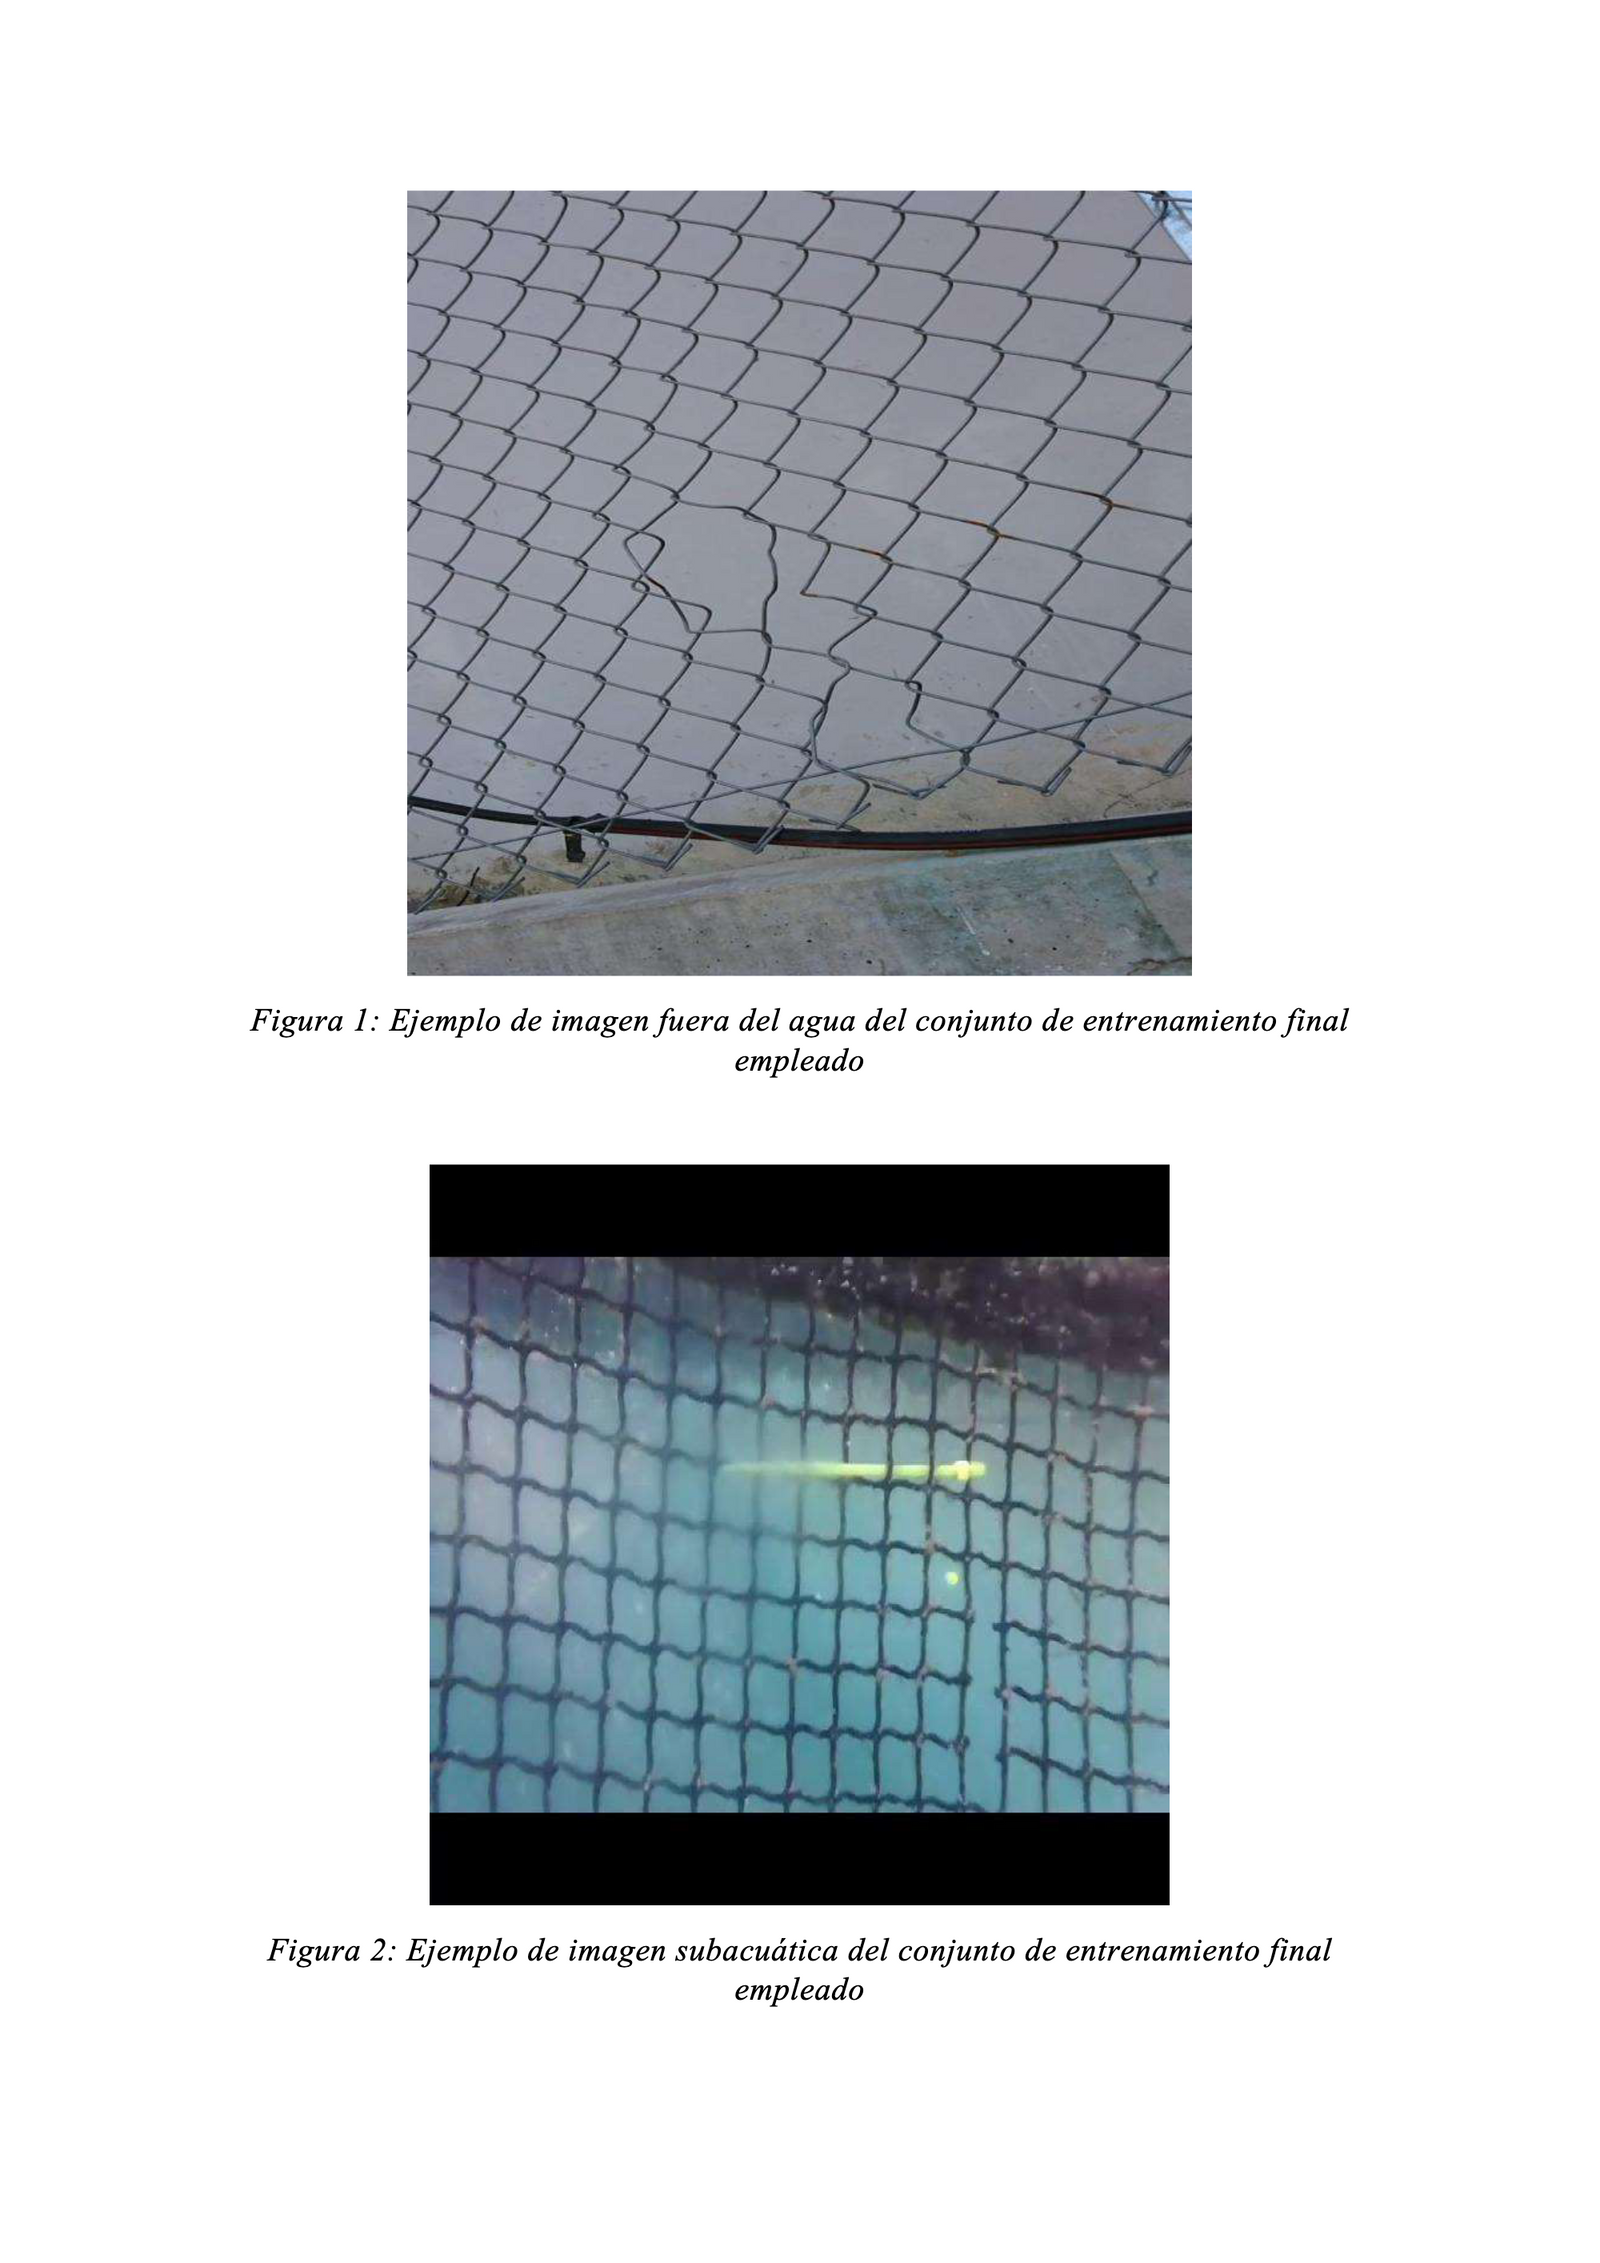 Figura 1: Ejemplo de imagen fuera del agua del conjunto de entrenamiento final
empleado
Figura 2: Ejemplo de imagen subacuática del conjunto de entrenamiento final
empleado